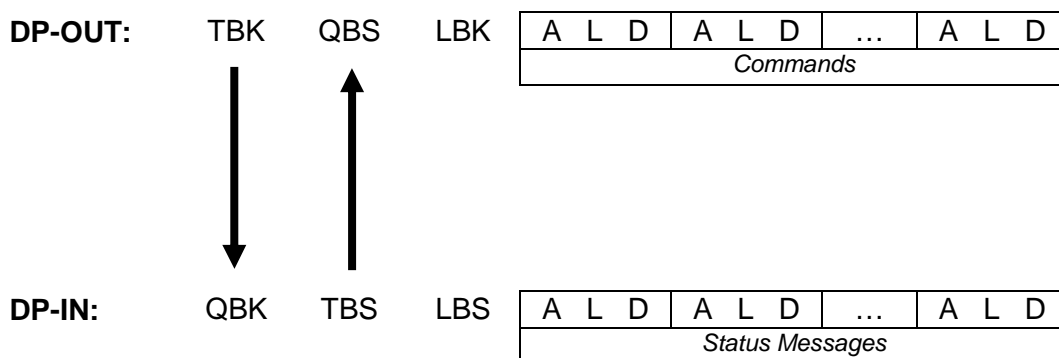 DP-OUT: TBK QBS LBK A L D A L D … A L D
Commands
DP-IN: QBK TBS LBS A L D A L D … A L D
Status Messages